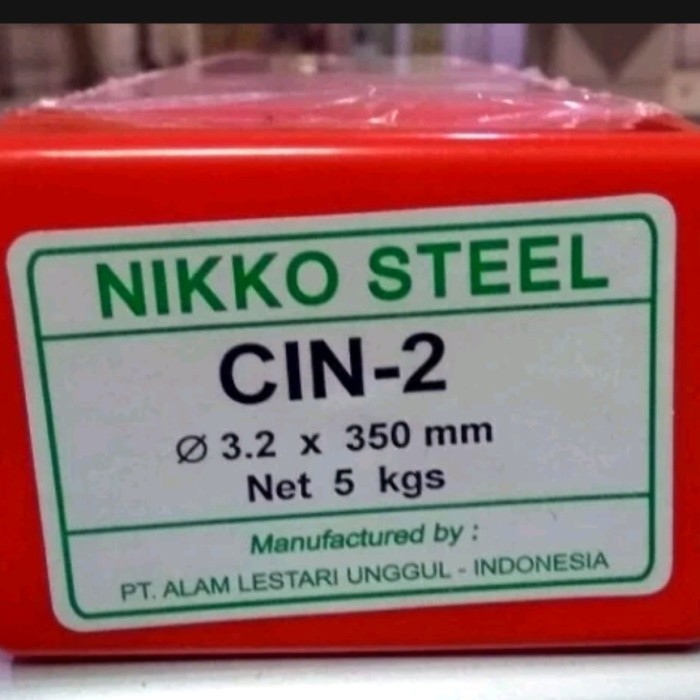 NIKKO STEEL
CIN-2
Ø 3.2 x 350 mm
Net 5 kgs
Manufactured by :
PT. ALAM LESTARI UNGGUL - INDONESIA